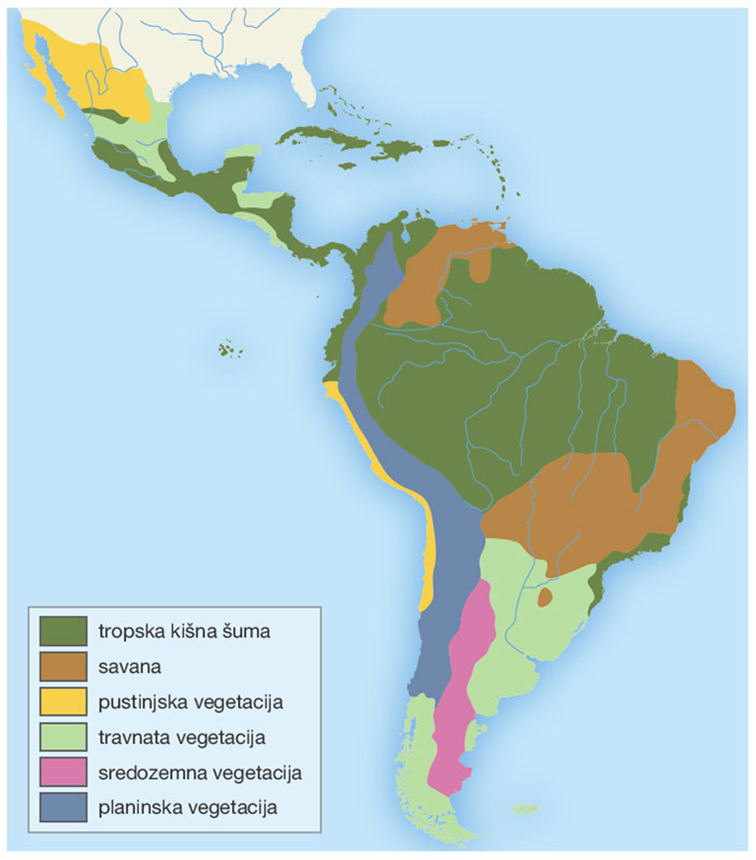 tropska kišna šuma
savana
pustinjska vegetacija
travnata vegetacija
sredozemna vegetacija
planinska vegetacija